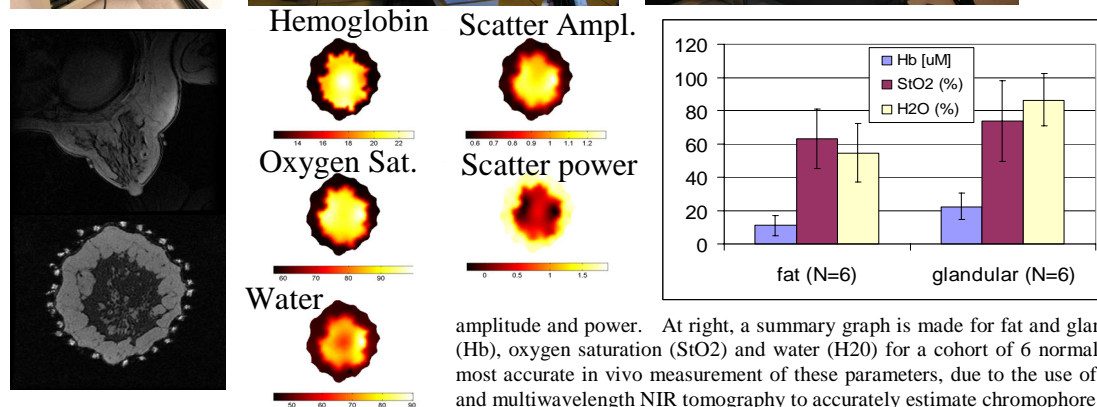 Hemoglobin
14 16 18 20 22
Oxygen Sat.
60 70 80 90
Water
50 60 70 80 90
Scatter Ampl.
0.6 0.7 0.8 0.9 1 1.1 1.2
Scatter power
0 0.5 1 1.5
120
100
80
60
40
20
0
Hb [uM]
StO2 (%)
H2O (%)
fat (N=6)
glandular (N=6)
amplitude and power. At right, a summary graph is made for fat and glan
(Hb), oxygen saturation (StO2) and water (H20) for a cohort of 6 normal
most accurate in vivo measurement of these parameters, due to the use of
and multiwavelength NIR tomography to accurately estimate chromophore